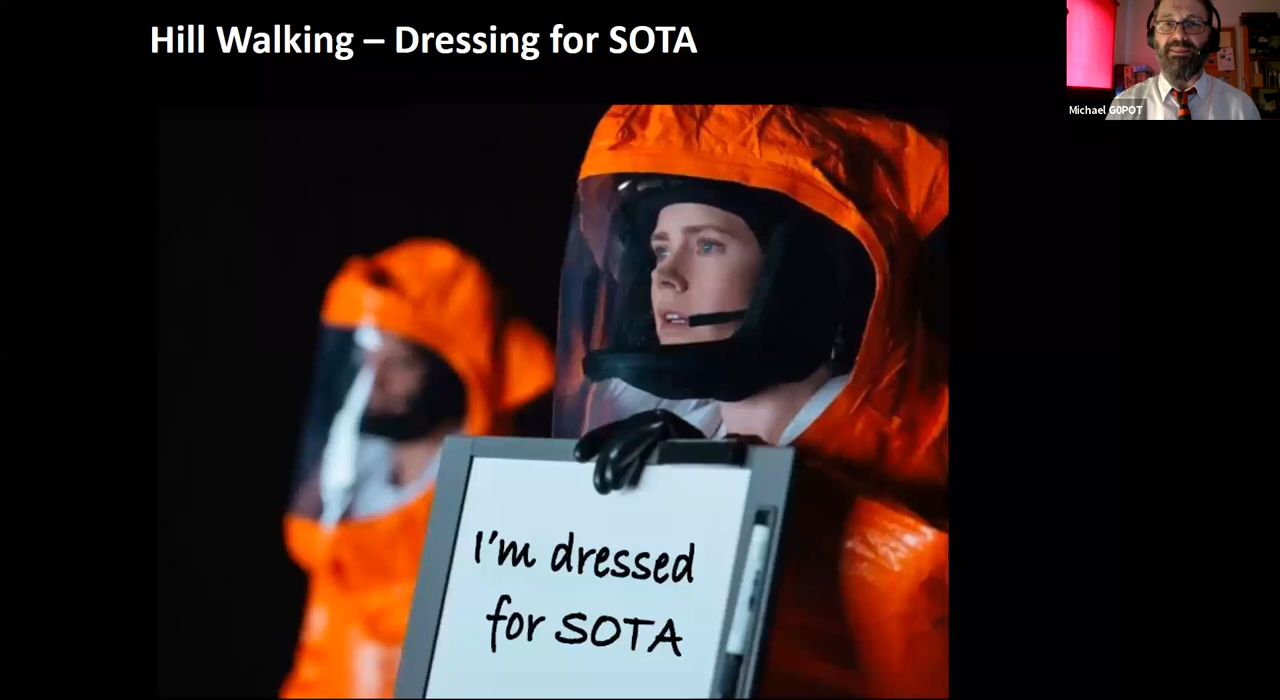 Hill Walking – Dressing for SOTA
Michael G0POT
I'm dressed
for SOTA